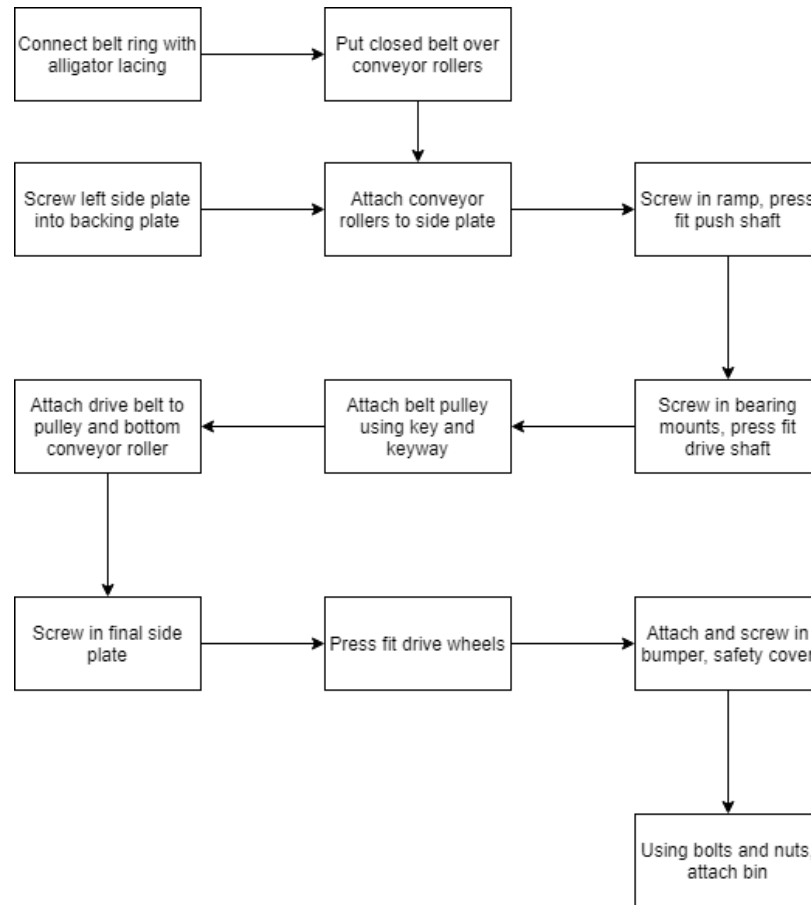 Connect belt ring with
alligator lacing
Put closed belt over
conveyor rollers
Screw left side plate
into backing plate
Attach conveyor
rollers to side plate
Screw in ramp, press
fit push shaft
Attach drive belt to
pulley and bottom
conveyor roller
Attach belt pulley
using key and
keyway
Screw in bearing
mounts, press fit
drive shaft
Screw in final side
plate
Press fit drive wheels
Attach and screw in
bumper, safety cover
Using bolts and nuts,
attach bin